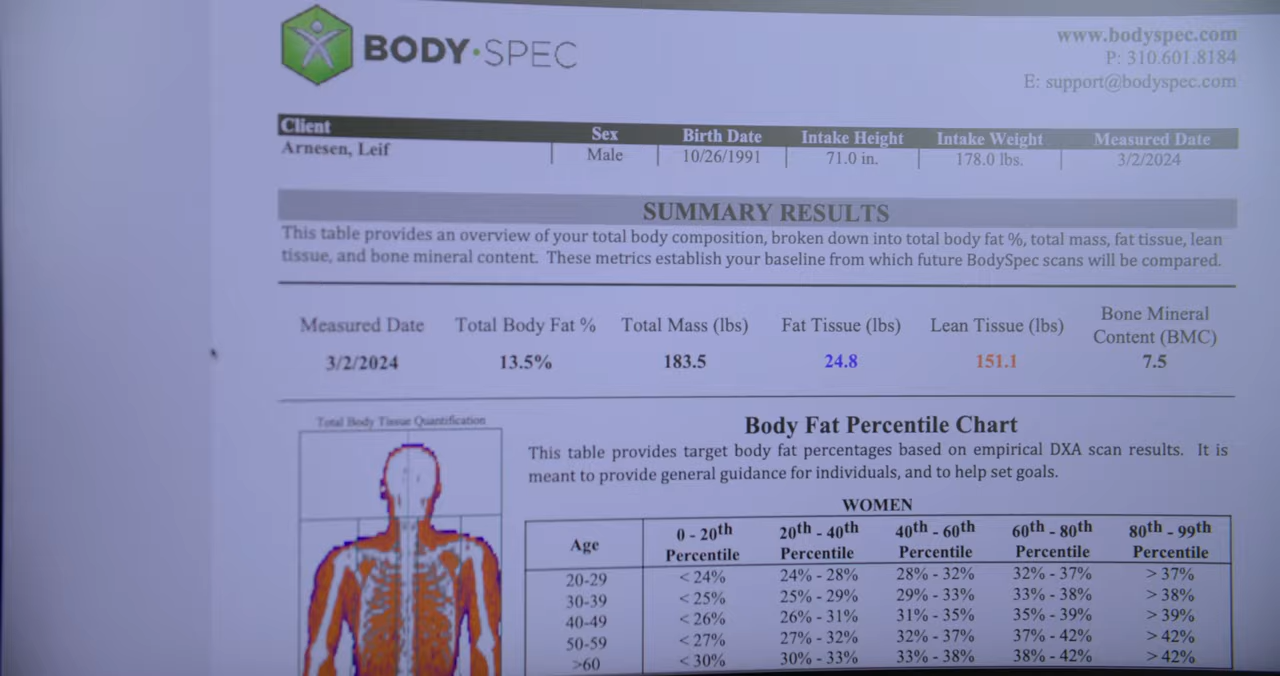 BODY·SPEC
www.bodyspec.com
P: 310.601.8184
E: support@bodyspec.com
Client Sex Birth Date Intake Height Intake Weight Measured Date
Arnesen, Leif Male 10/26/1991 71.0 in. 178.0 lbs. 3/2/2024
SUMMARY RESULTS
This table provides an overview of your total body composition, broken down into total body fat %, total mass, fat tissue, lean
tissue, and bone mineral content. These metrics establish your baseline from which future BodySpec scans will be compared.
Measured Date Total Body Fat % Total Mass (lbs) Fat Tissue (lbs) Lean Tissue (lbs) Bone Mineral
Content (BMC)
3/2/2024 13.5% 183.5 24.8 151.1 7.5
Total Body Tissue Quantification
Body Fat Percentile Chart
This table provides target body fat percentages based on empirical DXA scan results. It is
meant to provide general guidance for individuals, and to help set goals.
WOMEN
Age 0 - 20th Percentile 20th - 40th Percentile 40th - 60th Percentile 60th - 80th Percentile 80th - 99th Percentile
20-29 < 24% 24% - 28% 28% - 32% 32% - 37% > 37%
30-39 < 25% 25% - 29% 29% - 33% 33% - 38% > 38%
40-49 < 26% 26% - 31% 31% - 35% 35% - 39% > 39%
50-59 < 27% 27% - 32% 32% - 37% 37% - 42% > 42%
>60 < 30% 30% - 33% 33% - 38% 38% - 42% > 42%